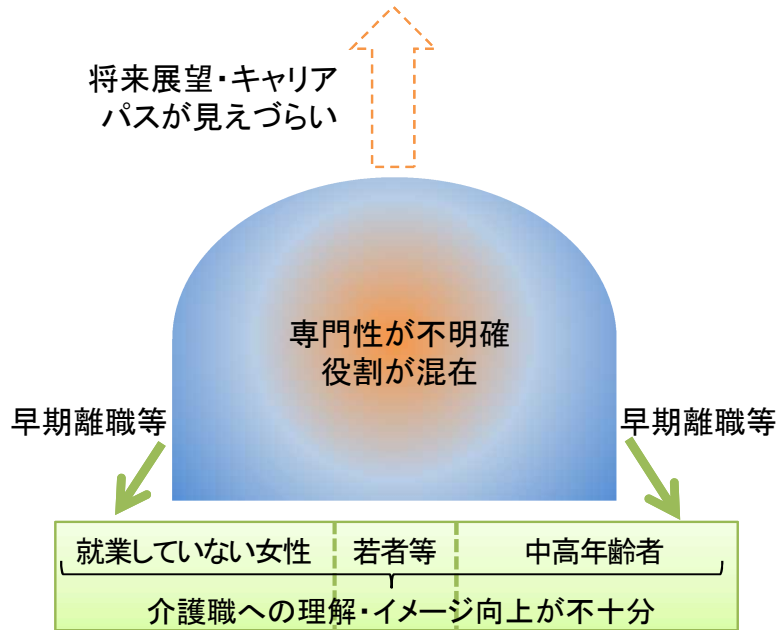 将来展望・キャリア
パスが見えづらい
専門性が不明確
役割が混在
早期離職等
早期離職等
就業していない女性
若者等
中高年齢者
介護職への理解・イメージ向上が不十分